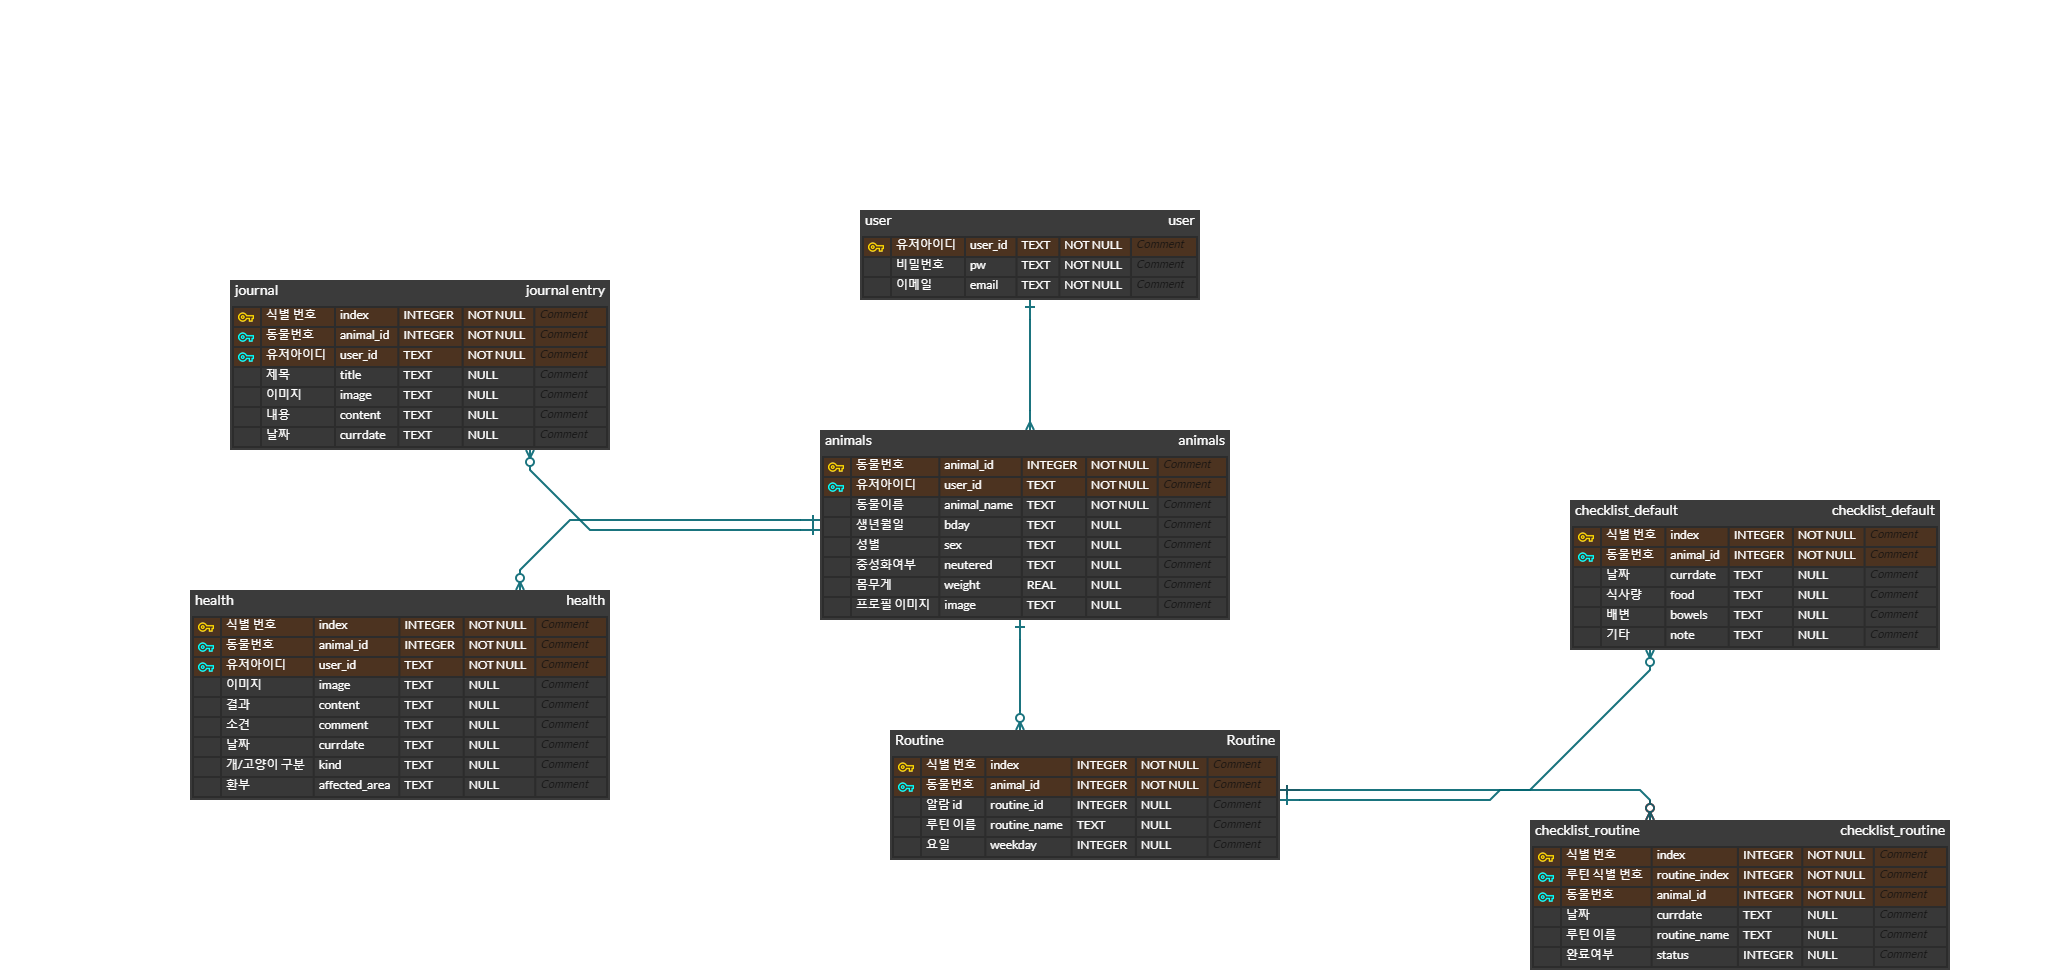 user user
유저아이디 user_id TEXT NOT NULL Comment
비밀번호 pw TEXT NOT NULL Comment
이메일 email TEXT NOT NULL Comment
journal journal entry
식별 번호 index INTEGER NOT NULL Comment
동물번호 animal_id INTEGER NOT NULL Comment
유저아이디 user_id TEXT NOT NULL Comment
제목 title TEXT NULL Comment
이미지 image TEXT NULL Comment
내용 content TEXT NULL Comment
날짜 currdate TEXT NULL Comment
animals animals
동물번호 animal_id INTEGER NOT NULL Comment
유저아이디 user_id TEXT NOT NULL Comment
동물이름 animal_name TEXT NOT NULL Comment
생년월일 bday TEXT NULL Comment
성별 sex TEXT NULL Comment
중성화여부 neutered TEXT NULL Comment
몸무게 weight REAL NULL Comment
프로필 이미지 image TEXT NULL Comment
checklist_default checklist_default
식별 번호 index INTEGER NOT NULL Comment
동물번호 animal_id INTEGER NOT NULL Comment
날짜 currdate TEXT NULL Comment
식사량 food TEXT NULL Comment
배변 bowels TEXT NULL Comment
기타 note TEXT NULL Comment
health health
식별 번호 index INTEGER NOT NULL Comment
동물번호 animal_id INTEGER NOT NULL Comment
유저아이디 user_id TEXT NOT NULL Comment
이미지 image TEXT NULL Comment
결과 content TEXT NULL Comment
소견 comment TEXT NULL Comment
날짜 currdate TEXT NULL Comment
개/고양이 구분 kind TEXT NULL Comment
환부 affected_area TEXT NULL Comment
Routine Routine
식별 번호 index INTEGER NOT NULL Comment
동물번호 animal_id INTEGER NOT NULL Comment
알람 id routine_id INTEGER NULL Comment
루틴 이름 routine_name TEXT NULL Comment
요일 weekday INTEGER NULL Comment
checklist_routine checklist_routine
식별 번호 index INTEGER NOT NULL Comment
루틴 식별 번호 routine_index INTEGER NOT NULL Comment
동물번호 animal_id INTEGER NOT NULL Comment
날짜 currdate TEXT NULL Comment
루틴 이름 routine_name TEXT NULL Comment
완료여부 status INTEGER NULL Comment